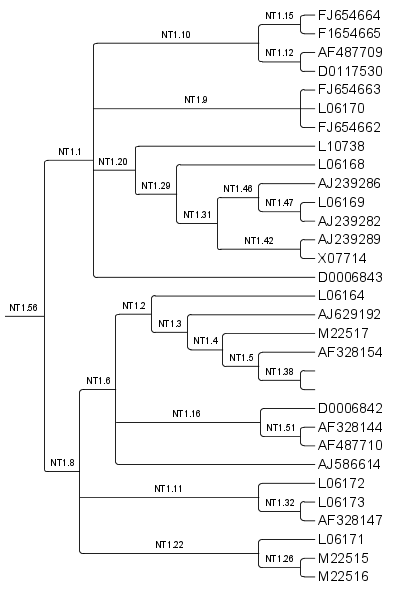 NT1.15 FJ654664
NT1.10 F1654665
NT1.12 AF487709
D0117530
FJ654663
NT1.9 L06170
FJ654662
NT1.1 L10738
NT1.20 L06168
NT1.29 NT1.46 AJ239286
NT1.47 L06169
NT1.31 AJ239282
NT1.42 AJ239289
X07714
D0006843
NT1.56 NT1.2 L06164
NT1.3 AJ629192
NT1.4 M22517
NT1.5 AF328154
NT1.6 NT1.38
D0006842
NT1.16 AF328144
NT1.51 AF487710
NT1.8 AJ586614
NT1.11 L06172
NT1.32 L06173
AF328147
NT1.22 L06171
NT1.26 M22515
M22516